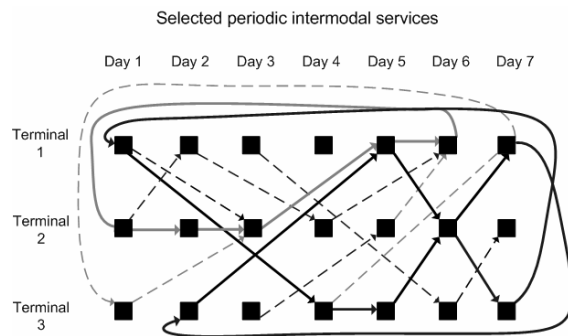 Selected periodic intermodal services
Day 1 Day 2 Day 3 Day 4 Day 5 Day 6 Day 7
Terminal
1
Terminal
2
Terminal
3